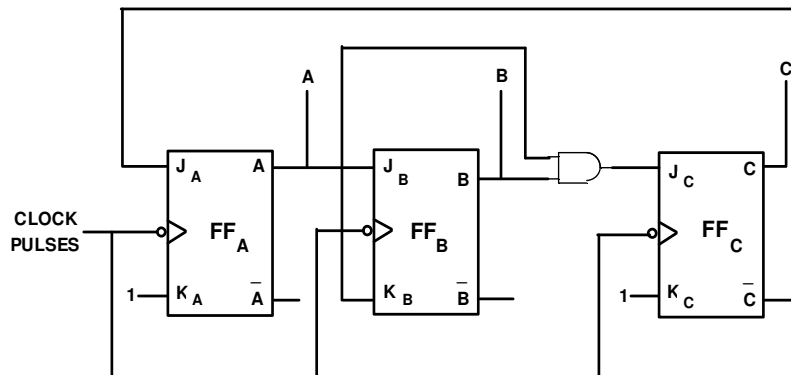 A
B
C
J A
A
J B
B
J C
C
CLOCK
PULSES
FF A
FF B
FF C
1
K A
A̅
K B
B̅
1
K C
C̅